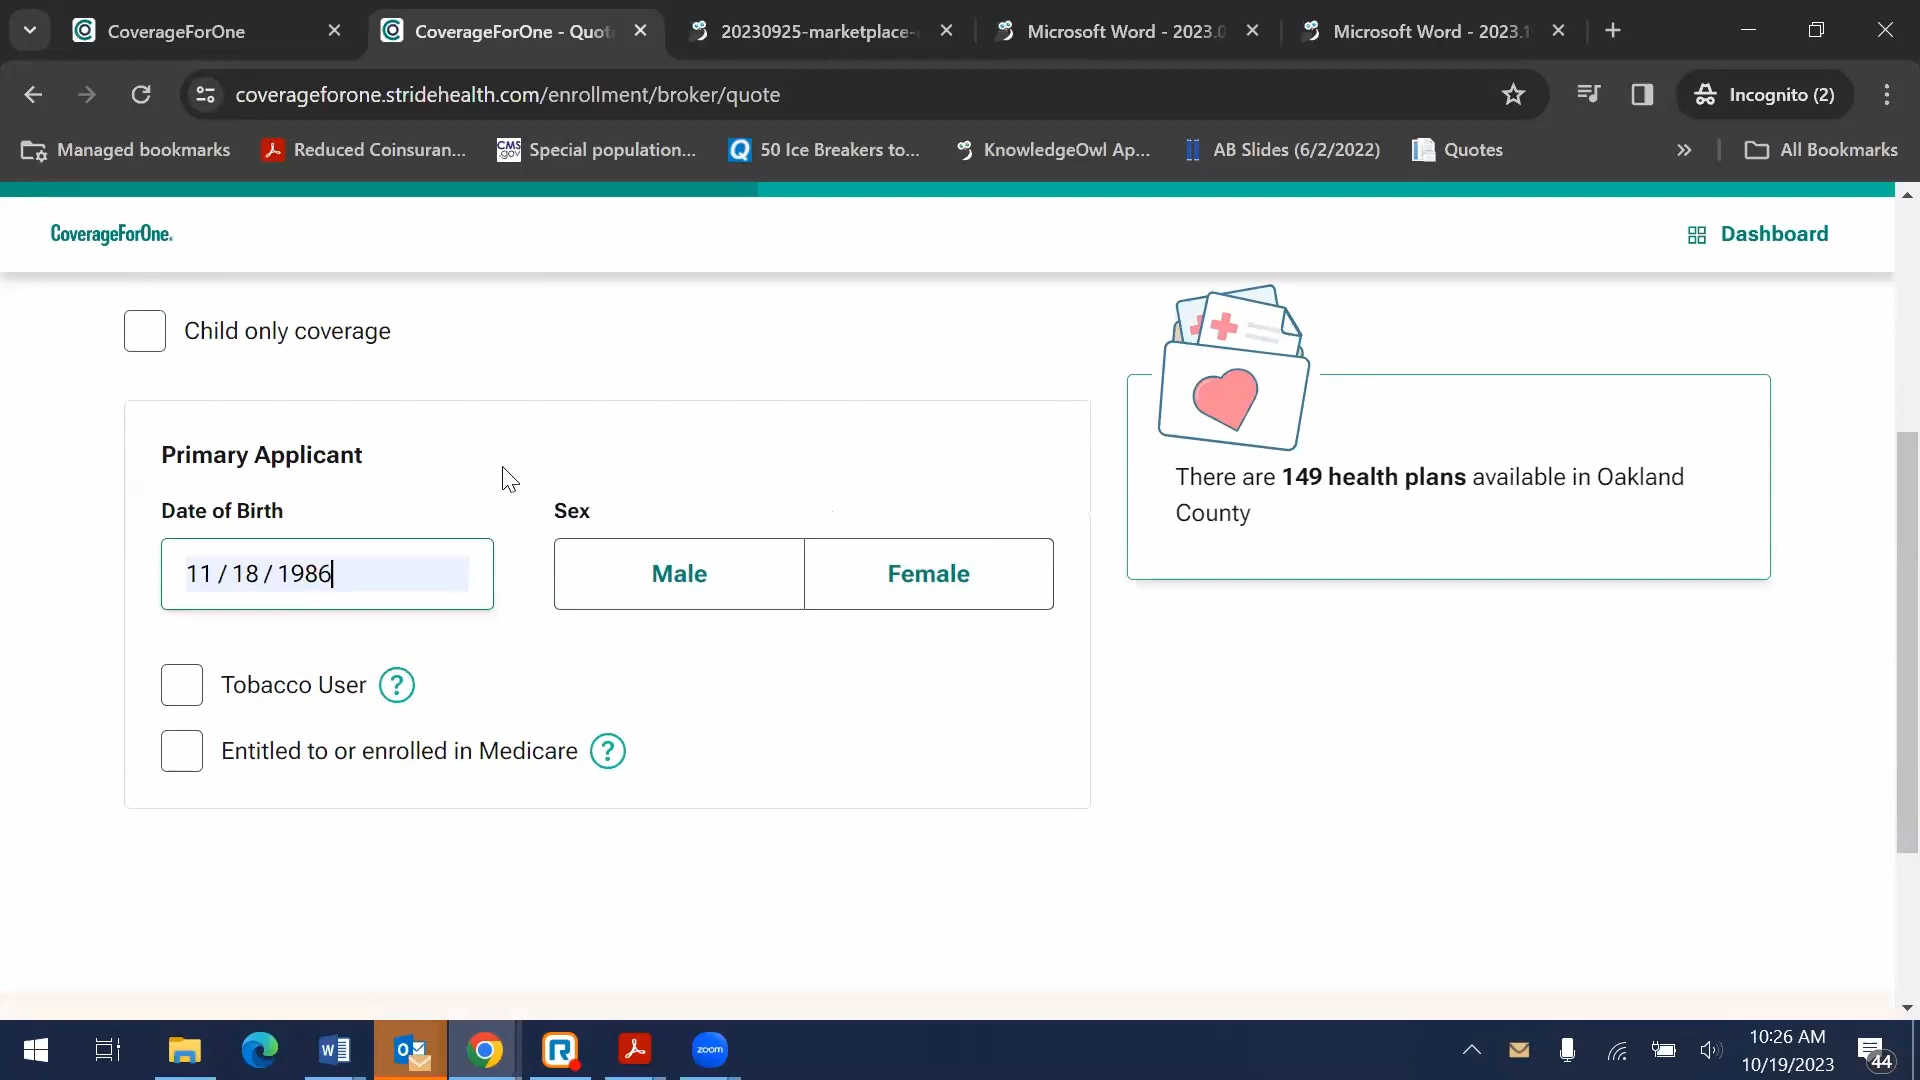 CoverageForOne
CoverageForOne - Quot
20230925-marketplace-
Microsoft Word - 2023.0
Microsoft Word - 2023.1
coverageforone.stridehealth.com/enrollment/broker/quote
Incognito (2)
Managed bookmarks
Reduced Coinsuran...
CMS.gov
Special population...
50 Ice Breakers to...
KnowledgeOwl Ap...
AB Slides (6/2/2022)
Quotes
All Bookmarks
CoverageForOne.
Dashboard
Child only coverage
Primary Applicant
Date of Birth
Sex
11 / 18 / 1986
Male
Female
Tobacco User ?
Entitled to or enrolled in Medicare ?
There are 149 health plans available in Oakland
County
zoom
10:26 AM
10/19/2023
44